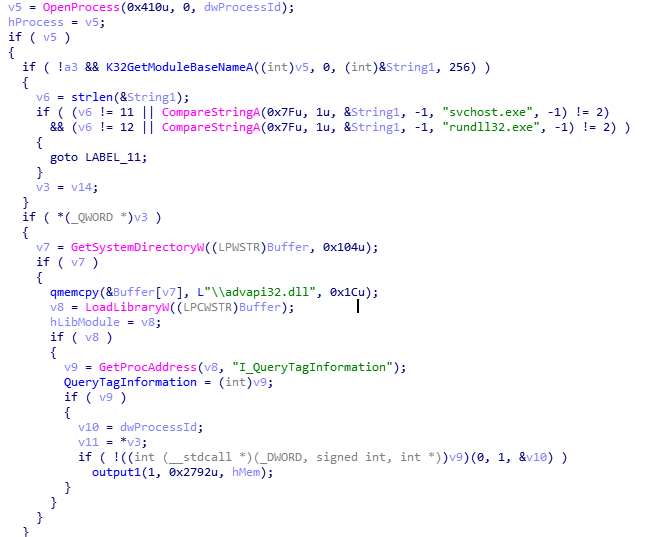 v5 = OpenProcess(0x410u, 0, dwProcessId);
hProcess = v5;
if ( v5 )
{
  if ( !a3 && K32GetModuleBaseNameA((int)v5, 0, (int)&String1, 256) )
  {
    v6 = strlen(&String1);
    if ( (v6 != 11 || CompareStringA(0x7Fu, 1u, &String1, -1, "svchost.exe", -1) != 2)
      && (v6 != 12 || CompareStringA(0x7Fu, 1u, &String1, -1, "rundll32.exe", -1) != 2) )
    {
      goto LABEL_11;
    }
    v3 = v14;
  }
  if ( *(_QWORD *)v3 )
  {
    v7 = GetSystemDirectoryW((LPWSTR)Buffer, 0x104u);
    if ( v7 )
    {
      qmemcpy(&Buffer[v7], L"\\advapi32.dll", 0x1Cu);
      v8 = LoadLibraryW((LPCWSTR)Buffer);
      hLibModule = v8;
      if ( v8 )
      {
        v9 = GetProcAddress(v8, "I_QueryTagInformation");
        QueryTagInformation = (int)v9;
        if ( v9 )
        {
          v10 = dwProcessId;
          v11 = *v3;
          if ( !((int (__stdcall *)(_DWORD, signed int, int *))v9)(0, 1, &v10) )
            output1(1, 0x2792u, hMem);
        }
      }
    }
  }